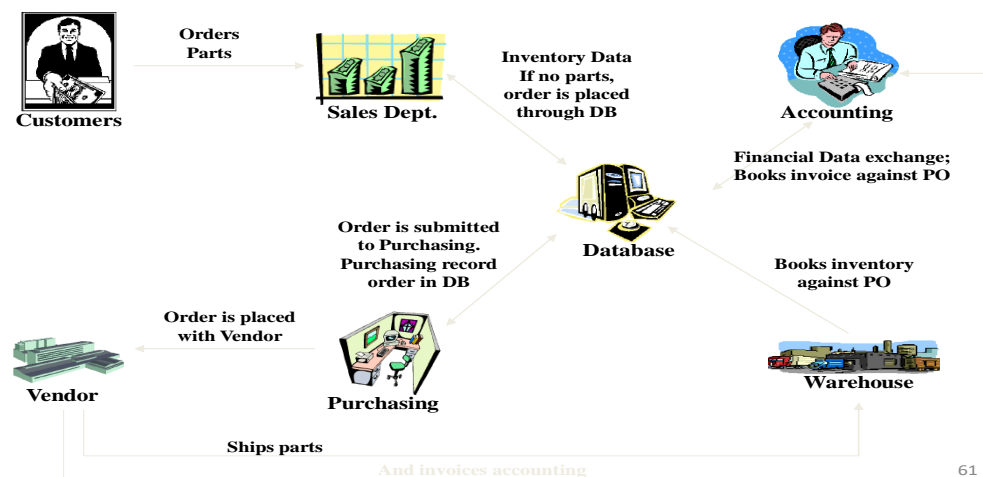 Orders
Parts
Customers
Sales Dept.
Inventory Data
If no parts,
order is placed
through DB
Accounting
Financial Data exchange;
Books invoice against PO
Database
Order is submitted
to Purchasing.
Purchasing record
order in DB
Books inventory
against PO
Order is placed
with Vendor
Vendor
Purchasing
Warehouse
Ships parts
And invoices accounting
61